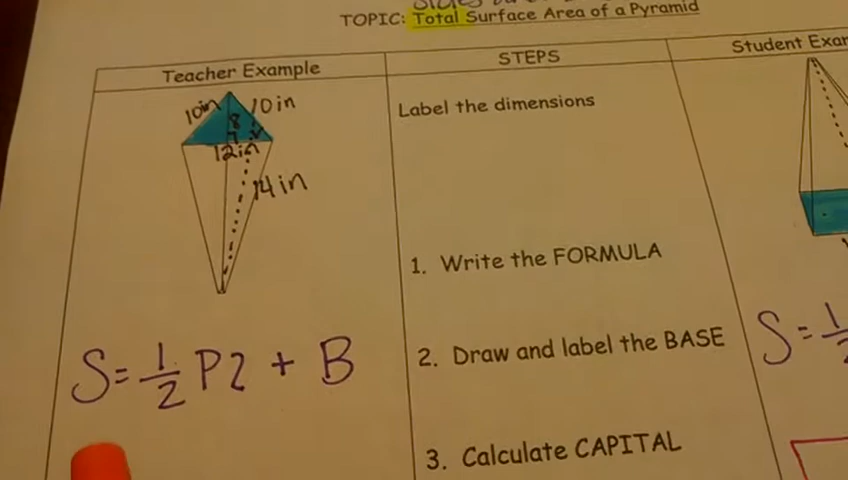 TOPIC: Total Surface Area of a Pyramid
Teacher Example
STEPS
Student Exam
10in
10in
8
12in
14in
Label the dimensions
1. Write the FORMULA
S = 1/2 Pl + B
2. Draw and label the BASE
S = 1
3. Calculate CAPITAL